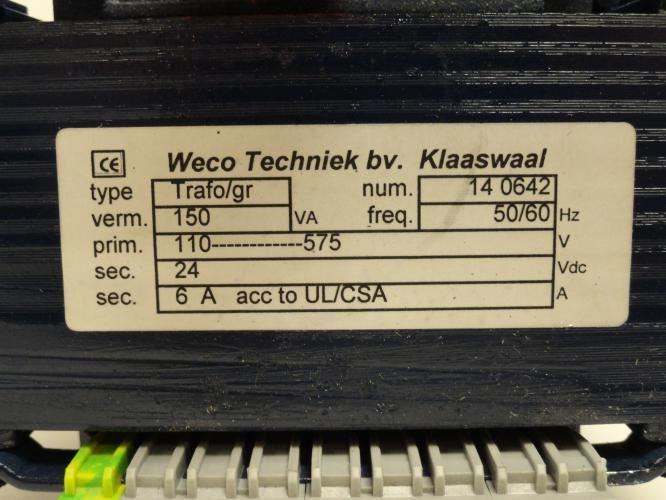 CE Weco Techniek bv. Klaaswaal
type Trafo/gr num. 14 0642
verm. 150 VA freq. 50/60 Hz
prim. 110------------575 V
sec. 24 Vdc
sec. 6 A acc to UL/CSA A